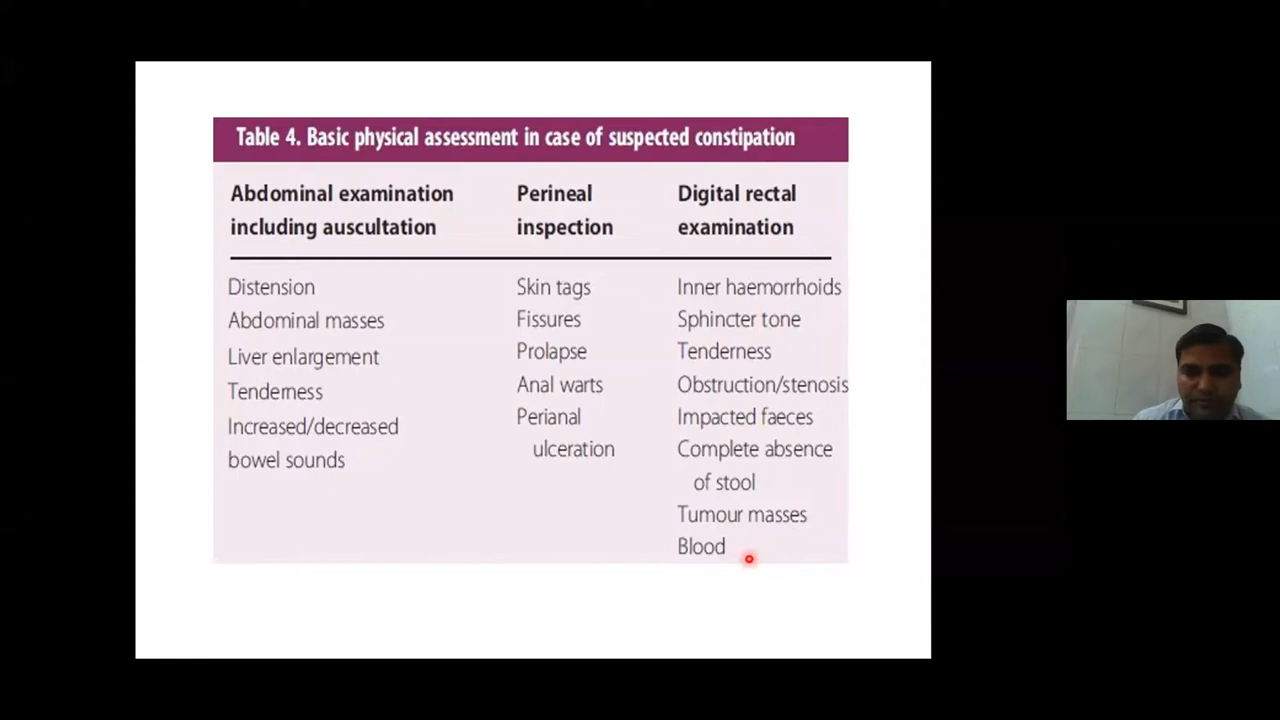 Table 4. Basic physical assessment in case of suspected constipation
Abdominal examination
including auscultation
Distension
Abdominal masses
Liver enlargement
Tenderness
Increased/decreased
bowel sounds
Perineal
inspection
Skin tags
Fissures
Prolapse
Anal warts
Perianal
ulceration
Digital rectal
examination
Inner haemorrhoids
Sphincter tone
Tenderness
Obstruction/stenosis
Impacted faeces
Complete absence
of stool
Tumour masses
Blood